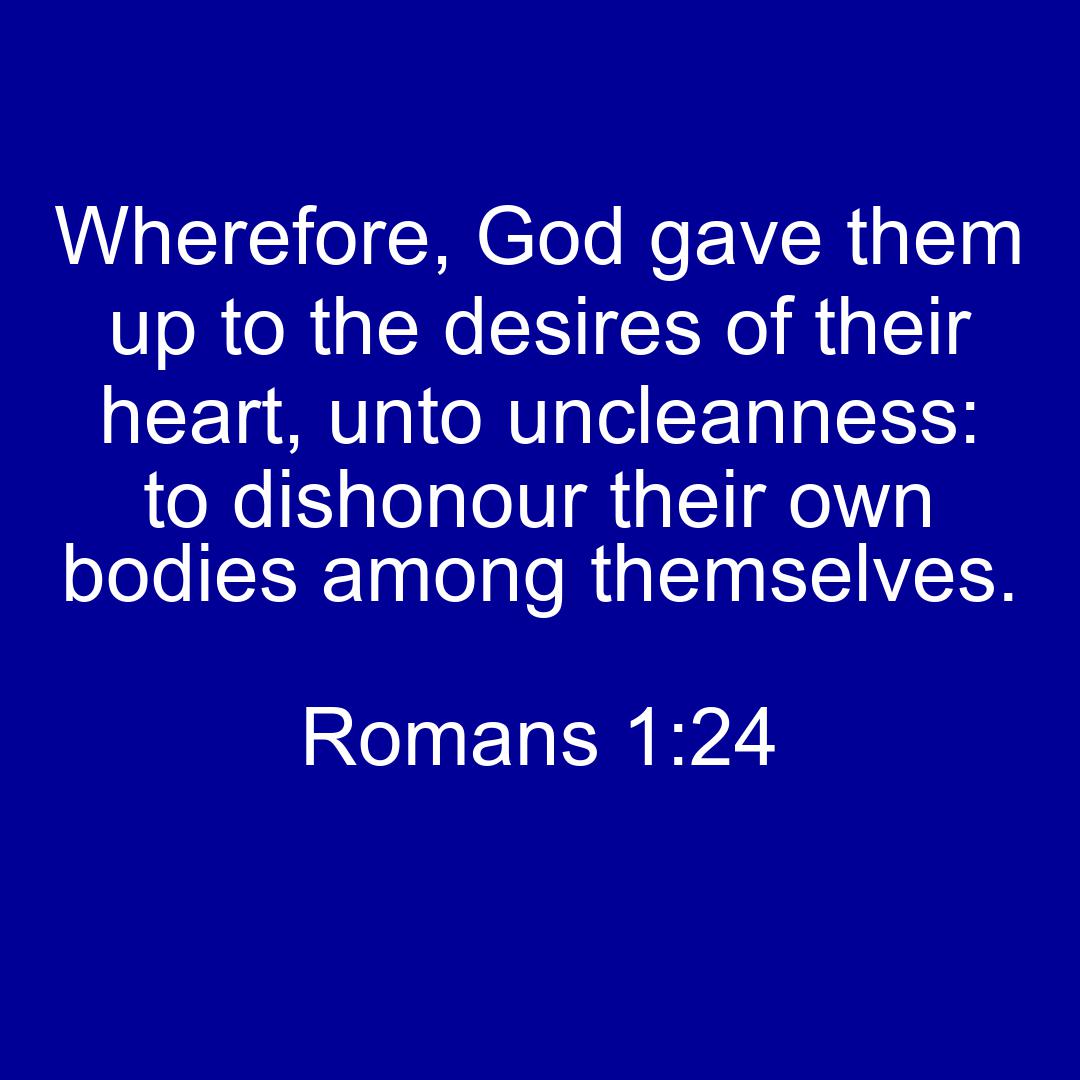 Wherefore, God gave them
up to the desires of their
heart, unto uncleanness:
to dishonour their own
bodies among themselves.
Romans 1:24